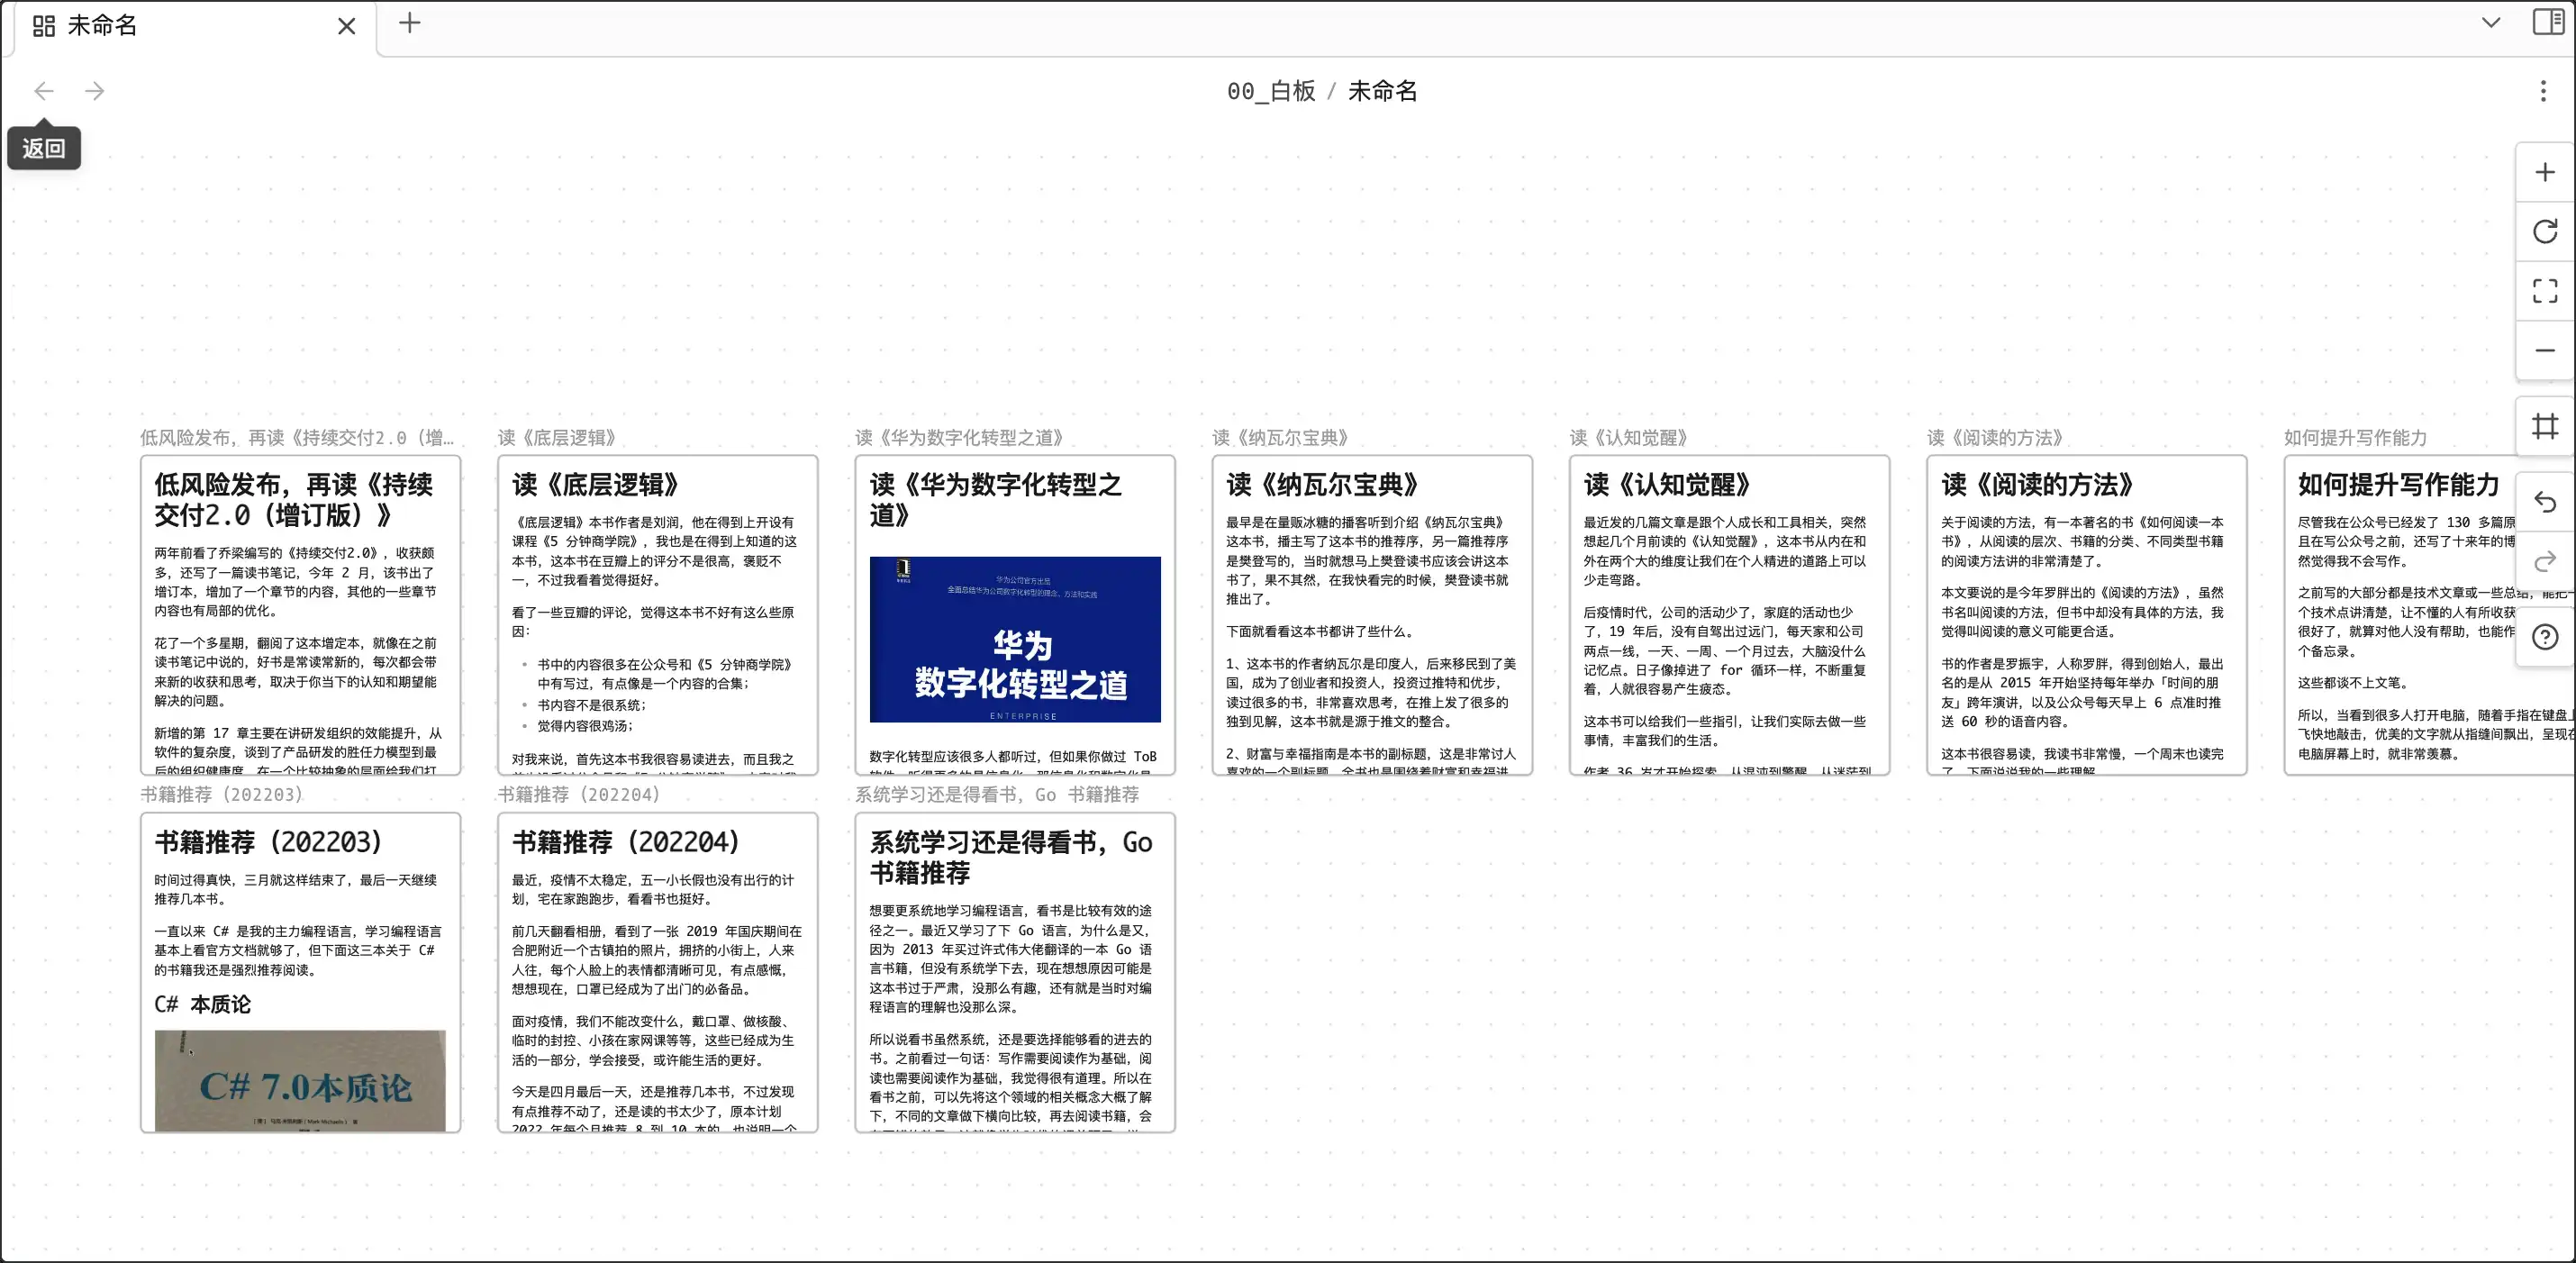 未命名
00_白板 / 未命名
返回
低风险发布，再读《持续交付2.0（增…
低风险发布，再读《持续
交付2.0（增订版）》
两年前看了乔梁编写的《持续交付2.0》，收获颇
多，还写了一篇读书笔记，今年 2 月，该书出了
增订本，增加了一个章节的内容，其他的一些章节
内容也有局部的优化。
花了一个多星期，翻阅了这本增定本，就像在之前
读书笔记中说的，好书是常读常新的，每次都会带
来新的收获和思考，取决于你当下的认知和期望能
解决的问题。
新增的第 17 章主要在讲研发组织的效能提升，从
软件的复杂度，谈到了产品研发的胜任力模型到最
后的组织健康度，在一个比较抽象的层面给我们打
读《底层逻辑》
读《底层逻辑》
《底层逻辑》本书作者是刘润，他在得到上开设有
课程《5 分钟商学院》，我也是在得到上知道的这
本书，这本书在豆瓣上的评分不是很高，褒贬不
一，不过我看着觉得挺好。
看了一些豆瓣的评论，觉得这本书不好有这么些原
因：
• 书中的内容很多在公众号和《5 分钟商学院》
中有写过，有点像是一个内容的合集；
• 书内容不是很系统；
• 觉得内容很鸡汤；
对我来说，首先这本书我很容易读进去，而且我之
读《华为数字化转型之道》
读《华为数字化转型之
道》
华为公司官方出品
全面总结华为公司数字化转型的理念、方法和实践
华为
数字化转型之道
ENTERPRISE
数字化转型应该很多人都听过，但如果你做过 ToB
读《纳瓦尔宝典》
读《纳瓦尔宝典》
最早是在量贩冰糖的播客听到介绍《纳瓦尔宝典》
这本书，播主写了这本书的推荐序，另一篇推荐序
是樊登写的，当时就想马上樊登读书应该会讲这本
书了，果不其然，在我快看完的时候，樊登读书就
推出了。
下面就看看这本书都讲了些什么。
1、这本书的作者纳瓦尔是印度人，后来移民到了美
国，成为了创业者和投资人，投资过推特和优步，
读过很多的书，非常喜欢思考，在推上发了很多的
独到见解，这本书就是源于推文的整合。
2、财富与幸福指南是本书的副标题，这是非常讨人
喜欢的一个副标题，全书也是围绕着财富和幸福讲
读《认知觉醒》
读《认知觉醒》
最近发的几篇文章是跟个人成长和工具相关，突然
想起几个月前读的《认知觉醒》，这本书从内在和
外在两个大的维度让我们在个人精进的道路上可以
少走弯路。
后疫情时代，公司的活动少了，家庭的活动也少
了，19 年后，没有自驾出过远门，每天家和公司
两点一线，一天、一周、一个月过去，大脑没什么
记忆点。日子像掉进了 for 循环一样，不断重复
着，人就很容易产生疲态。
这本书可以给我们一些指引，让我们实际去做一些
事情，丰富我们的生活。
作者 36 岁才开始探索，从混沌到警醒，从迷茫到
读《阅读的方法》
读《阅读的方法》
关于阅读的方法，有一本著名的书《如何阅读一本
书》，从阅读的层次、书籍的分类、不同类型书籍
的阅读方法讲的非常清楚了。
本文要说的是今年罗胖出的《阅读的方法》，虽然
书名叫阅读的方法，但书中却没有具体的方法，我
觉得叫阅读的意义可能更合适。
书的作者是罗振宇，人称罗胖，得到创始人，最出
名的是从 2015 年开始坚持每年举办「时间的朋
友」跨年演讲，以及公众号每天早上 6 点准时推
送 60 秒的语音内容。
这本书很容易读，我读书非常慢，一个周末也读完
了，下面说说我的一些理解
如何提升写作能力
如何提升写作能力
尽管我在公众号已经发了 130 多篇原
且在写公众号之前，还写了十来年的博
然觉得我不会写作。
之前写的大部分都是技术文章或一些总结，能把一
个技术点讲清楚，让不懂的人有所收获
很好了，就算对他人没有帮助，也能作
个备忘录。
这些都谈不上文笔。
所以，当看到很多人打开电脑，随着手指在键盘上
飞快地敲击，优美的文字就从指缝间飘出，呈现在
电脑屏幕上时，就非常羡慕。
书籍推荐（202203）
书籍推荐（202203）
时间过得真快，三月就这样结束了，最后一天继续
推荐几本书。
一直以来 C# 是我的主力编程语言，学习编程语言
基本上看官方文档就够了，但下面这三本关于 C#
的书籍我还是强烈推荐阅读。
C# 本质论
C# 7.0本质论
书籍推荐（202204）
书籍推荐（202204）
最近，疫情不太稳定，五一小长假也没有出行的计
划，宅在家跑跑步，看看书也挺好。
前几天翻看相册，看到了一张 2019 年国庆期间在
合肥附近一个古镇拍的照片，拥挤的小街上，人来
人往，每个人脸上的表情都清晰可见，有点感慨，
想想现在，口罩已经成为了出门的必备品。
面对疫情，我们不能改变什么，戴口罩、做核酸、
临时的封控、小孩在家网课等等，这些已经成为生
活的一部分，学会接受，或许能生活的更好。
今天是四月最后一天，还是推荐几本书，不过发现
有点推荐不动了，还是读的书太少了，原本计划
2022 年每个月推荐 8 到 10 本的，也说明一个
系统学习还是得看书，Go 书籍推荐
系统学习还是得看书，Go
书籍推荐
想要更系统地学习编程语言，看书是比较有效的途
径之一。最近又学习了下 Go 语言，为什么是又，
因为 2013 年买过许式伟大佬翻译的一本 Go 语
言书籍，但没有系统学下去，现在想想原因可能是
这本书过于严肃，没那么有趣，还有就是当时对编
程语言的理解也没那么深。
所以说看书虽然系统，还是要选择能够看的进去的
书。之前看过一句话：写作需要阅读作为基础，阅
读也需要阅读作为基础，我觉得很有道理。所以在
看书之前，可以先将这个领域的相关概念大概了解
下，不同的文章做下横向比较，再去阅读书籍，会